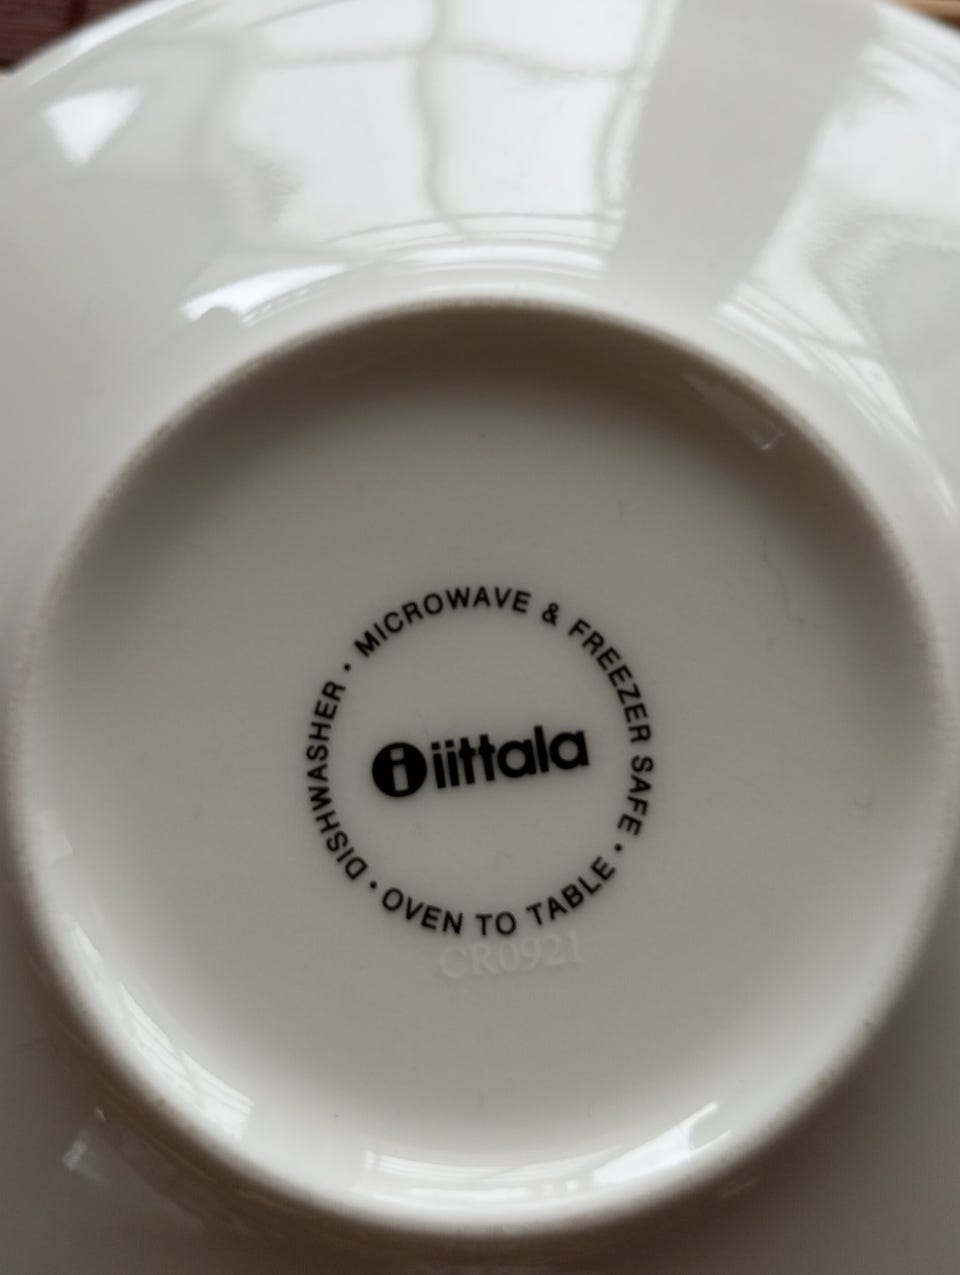 DISHWASHER · MICROWAVE & FREEZER SAFE · OVEN TO TABLE ·
i iittala
CR0921